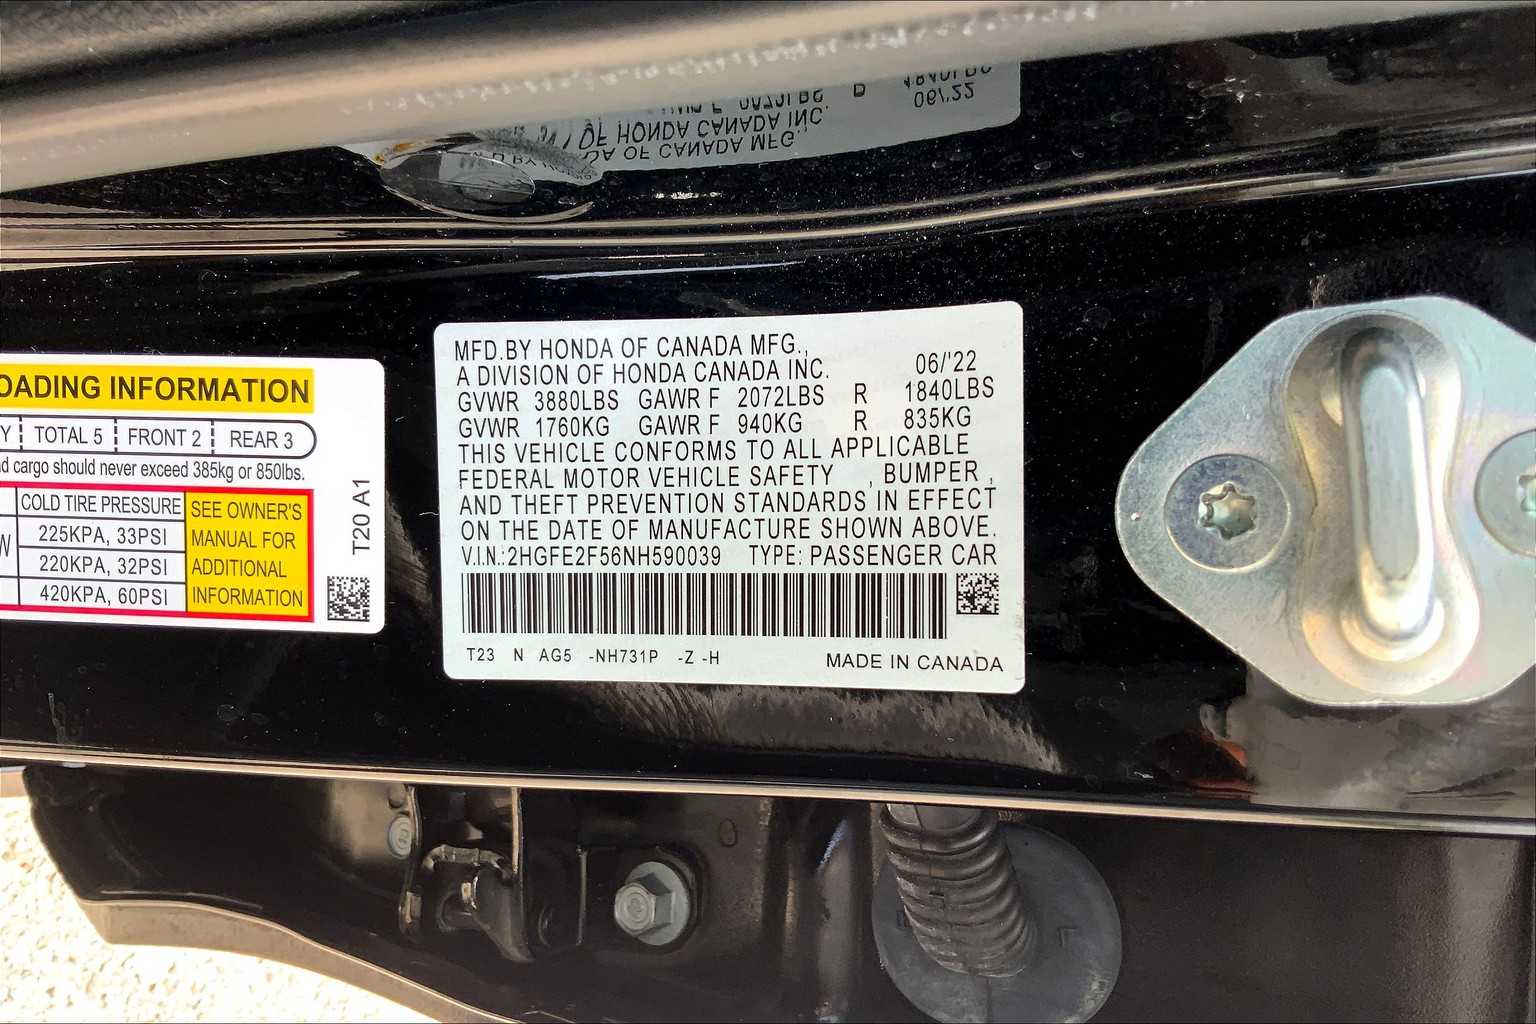 OADING INFORMATION
Y TOTAL 5 FRONT 2 REAR 3
cargo should never exceed 385kg or 850lbs.
COLD TIRE PRESSURE
225KPA, 33PSI
220KPA, 32PSI
420KPA, 60PSI
SEE OWNER'S
MANUAL FOR
ADDITIONAL
INFORMATION
T20 A1
MFD.BY HONDA OF CANADA MFG.,
A DIVISION OF HONDA CANADA INC. 06/'22
GVWR 3880LBS GAWR F 2072LBS R 1840LBS
GVWR 1760KG GAWR F 940KG R 835KG
THIS VEHICLE CONFORMS TO ALL APPLICABLE
FEDERAL MOTOR VEHICLE SAFETY , BUMPER ,
AND THEFT PREVENTION STANDARDS IN EFFECT
ON THE DATE OF MANUFACTURE SHOWN ABOVE.
V.I.N.:2HGFE2F56NH590039 TYPE: PASSENGER CAR
T23 N AG5 -NH731P -Z -H MADE IN CANADA